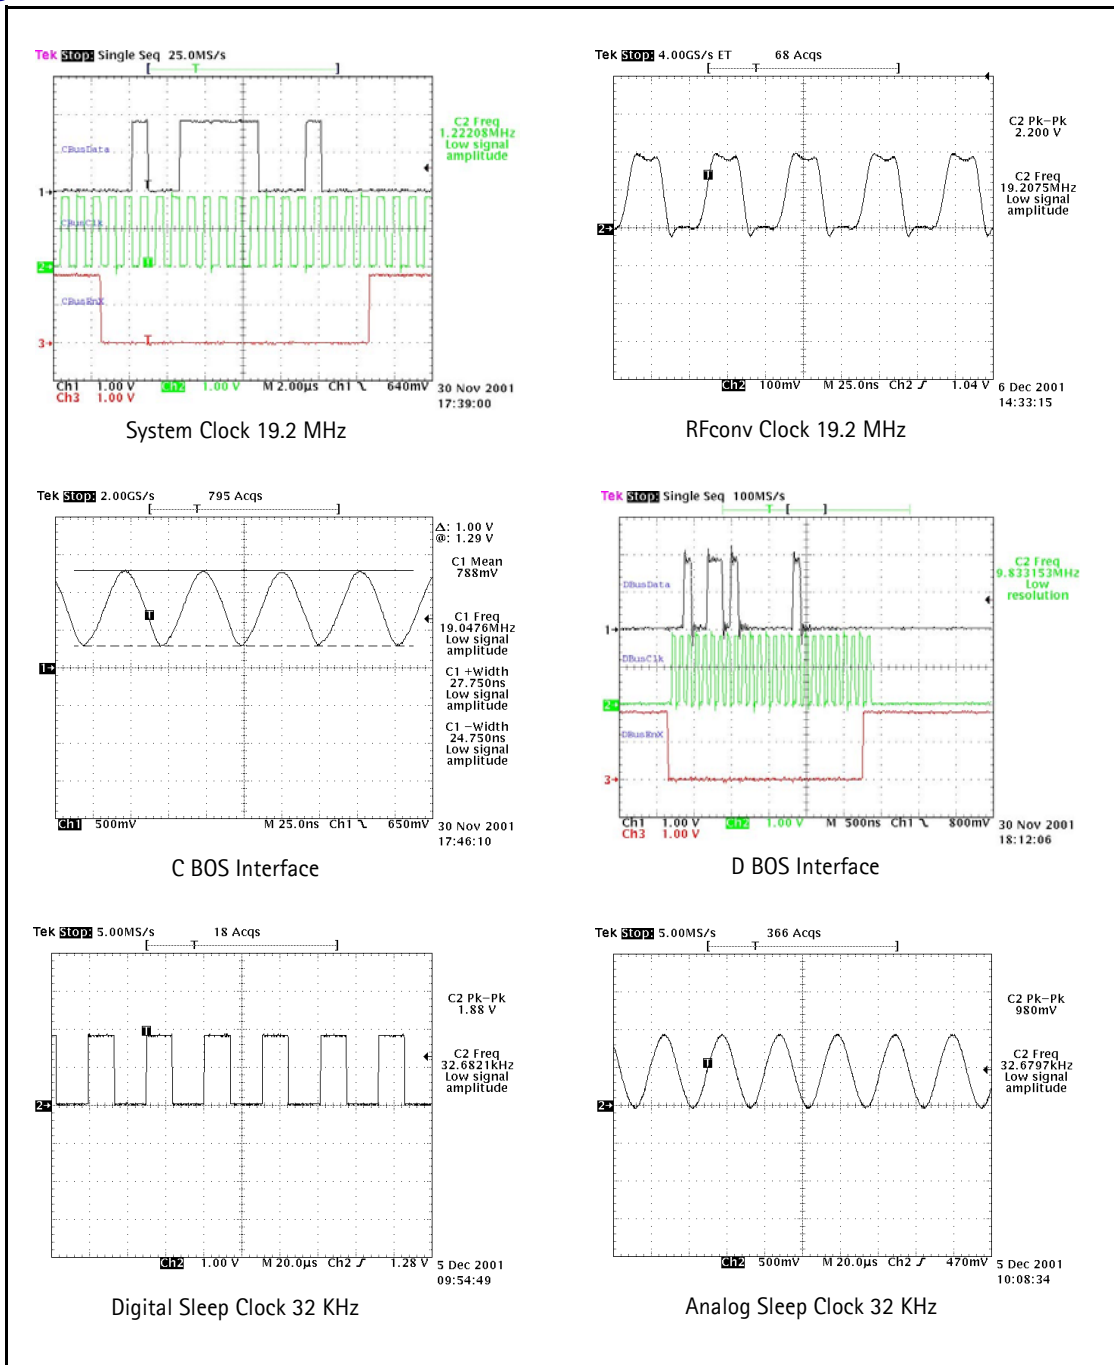 Tek Stop: Single Seq 25.0MS/s
T
C2 Freq
1.22208MHz
Low signal
amplitude
CBusData
T
1→
CBusClk
2→
T
CBusEnX
T
3→
Ch1 1.00 V Ch2 1.00 V M 2.00µs Ch1 640mV
Ch3 1.00 V
30 Nov 2001
17:39:00
System Clock 19.2 MHz
Tek Stop: 4.00GS/s ET 68 Acqs
T
C2 Pk-Pk
2.200 V
C2 Freq
19.2075MHz
Low signal
amplitude
T
2→
Ch2 100mV M 25.0ns Ch2 1.04 V
6 Dec 2001
14:33:15
RFconv Clock 19.2 MHz
Tek Stop: 2.00GS/s 795 Acqs
T
Δ: 1.00 V
@: 1.29 V
C1 Mean
788mV
C1 Freq
19.0476MHz
Low signal
amplitude
C1 +Width
27.750ns
Low signal
amplitude
C1 -Width
24.750ns
Low signal
amplitude
T
1→
Ch1 500mV M 25.0ns Ch1 650mV
30 Nov 2001
17:46:10
C BOS Interface
Tek Stop: Single Seq 100MS/s
T
C2 Freq
9.833153MHz
Low
resolution
DBusData
1→
DBusClk
2→
DBusEnX
3→
Ch1 1.00 V Ch2 1.00 V M 500ns Ch1 800mV
Ch3 1.00 V
30 Nov 2001
18:12:06
D BOS Interface
Tek Stop: 5.00MS/s 18 Acqs
T
C2 Pk-Pk
1.88 V
C2 Freq
32.6821kHz
Low signal
amplitude
T
2→
Ch2 1.00 V M 20.0µs Ch2 1.28 V
5 Dec 2001
09:54:49
Digital Sleep Clock 32 KHz
Tek Stop: 5.00MS/s 366 Acqs
T
C2 Pk-Pk
980mV
C2 Freq
32.6797kHz
Low signal
amplitude
T
2→
Ch2 500mV M 20.0µs Ch2 470mV
5 Dec 2001
10:08:34
Analog Sleep Clock 32 KHz